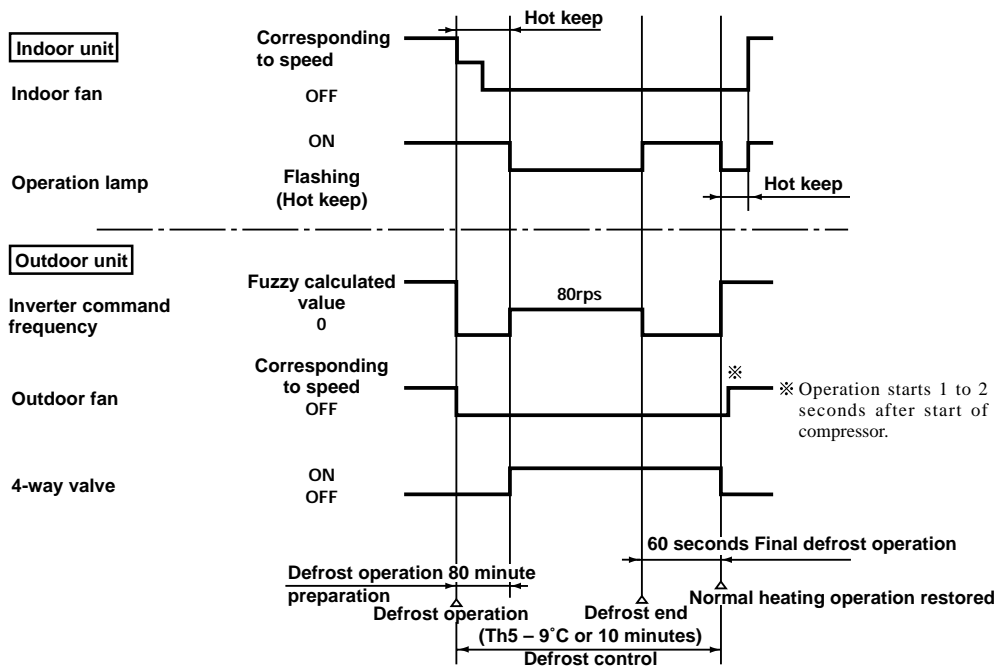 Hot keep
Indoor unit
Corresponding
to speed
Indoor fan
OFF
ON
Operation lamp
Flashing
(Hot keep)
Hot keep
Outdoor unit
Fuzzy calculated
value
0
80rps
Inverter command
frequency
Corresponding
to speed
OFF
Outdoor fan
※
※ Operation starts 1 to 2
seconds after start of
compressor.
4-way valve
ON
OFF
60 seconds Final defrost operation
Defrost operation 80 minute
preparation
Defrost operation
Defrost end
Normal heating operation restored
(Th5 – 9˚C or 10 minutes)
Defrost control